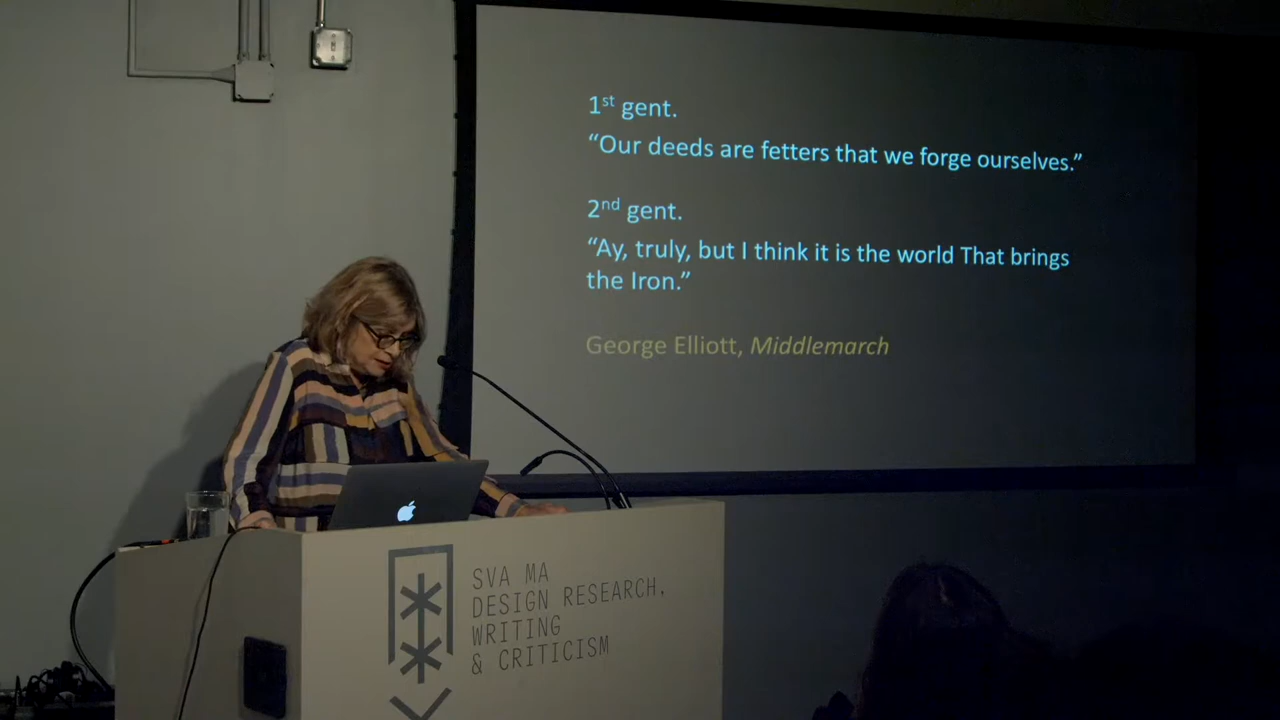 1st gent.
“Our deeds are fetters that we forge ourselves.”
2nd gent.
“Ay, truly, but I think it is the world That brings
the Iron.”
George Elliott, Middlemarch
SVA MA
DESIGN RESEARCH,
WRITING
& CRITICISM